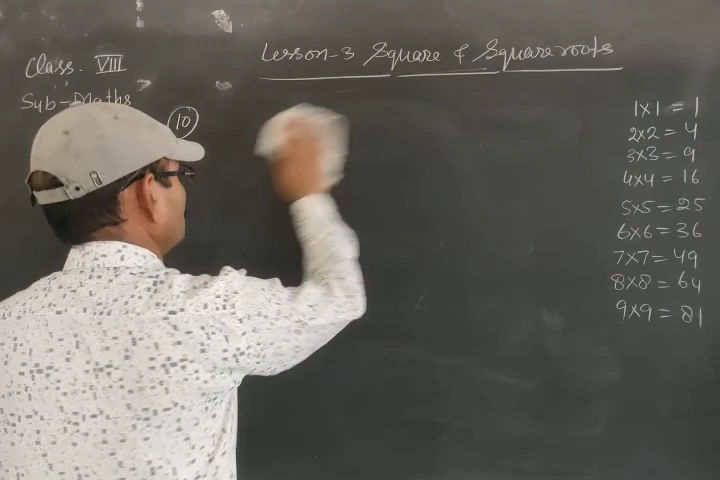 Class. VIII
Lesson-3 Square & Square roots
Sub-Maths
10
1x1 = 1
2x2 = 4
3x3 = 9
4x4 = 16
5x5 = 25
6x6 = 36
7x7 = 49
8x8 = 64
9x9 = 81